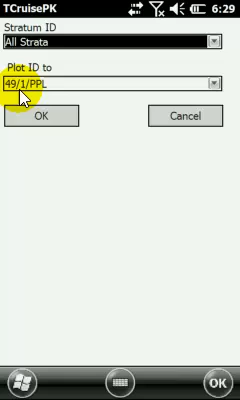 TCruisePK 6:29
Stratum ID
All Strata
Plot ID to
49/1/PPL
OK Cancel
OK